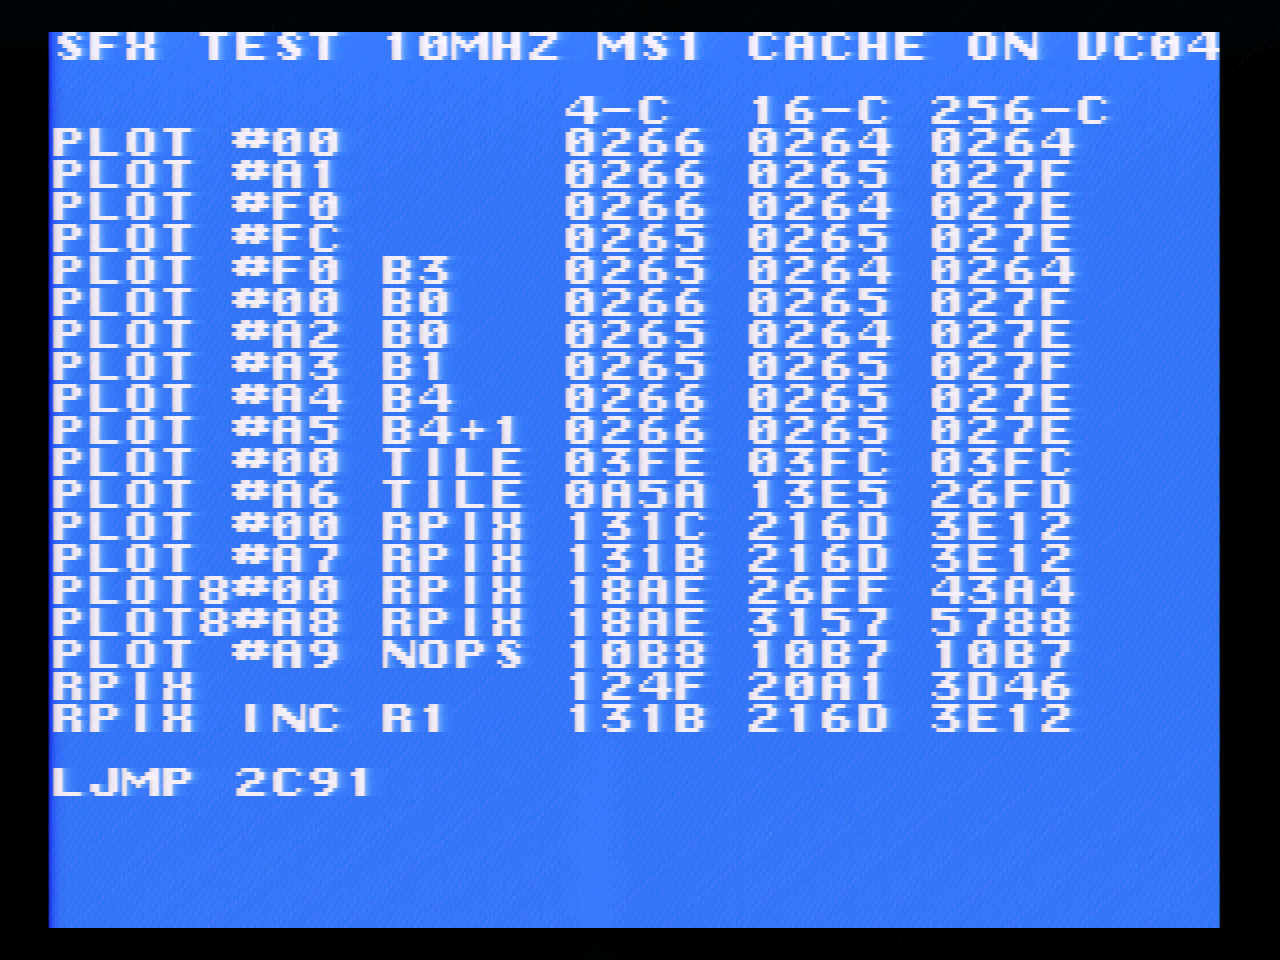 SFX TEST 10MHZ MS1 CACHE ON VC04
4-C 16-C 256-C
PLOT #00 0266 0264 0264
PLOT #A1 0266 0265 027F
PLOT #F0 0266 0264 027E
PLOT #FC 0265 0265 027E
PLOT #F0 B3 0265 0264 0264
PLOT #00 B0 0266 0265 027F
PLOT #A2 B0 0265 0264 027E
PLOT #A3 B1 0265 0265 027F
PLOT #A4 B4 0266 0265 027E
PLOT #A5 B4+1 0266 0265 027E
PLOT #00 TILE 03FE 03FC 03FC
PLOT #A6 TILE 0A5A 13E5 26FD
PLOT #00 RPIX 131C 216D 3E12
PLOT #A7 RPIX 131B 216D 3E12
PLOT8#00 RPIX 18AE 26FF 43A4
PLOT8#A8 RPIX 18AE 3157 5788
PLOT #A9 NOPS 10B8 10B7 10B7
RPIX 124F 20A1 3D46
RPIX INC R1 131B 216D 3E12
LJMP 2C91